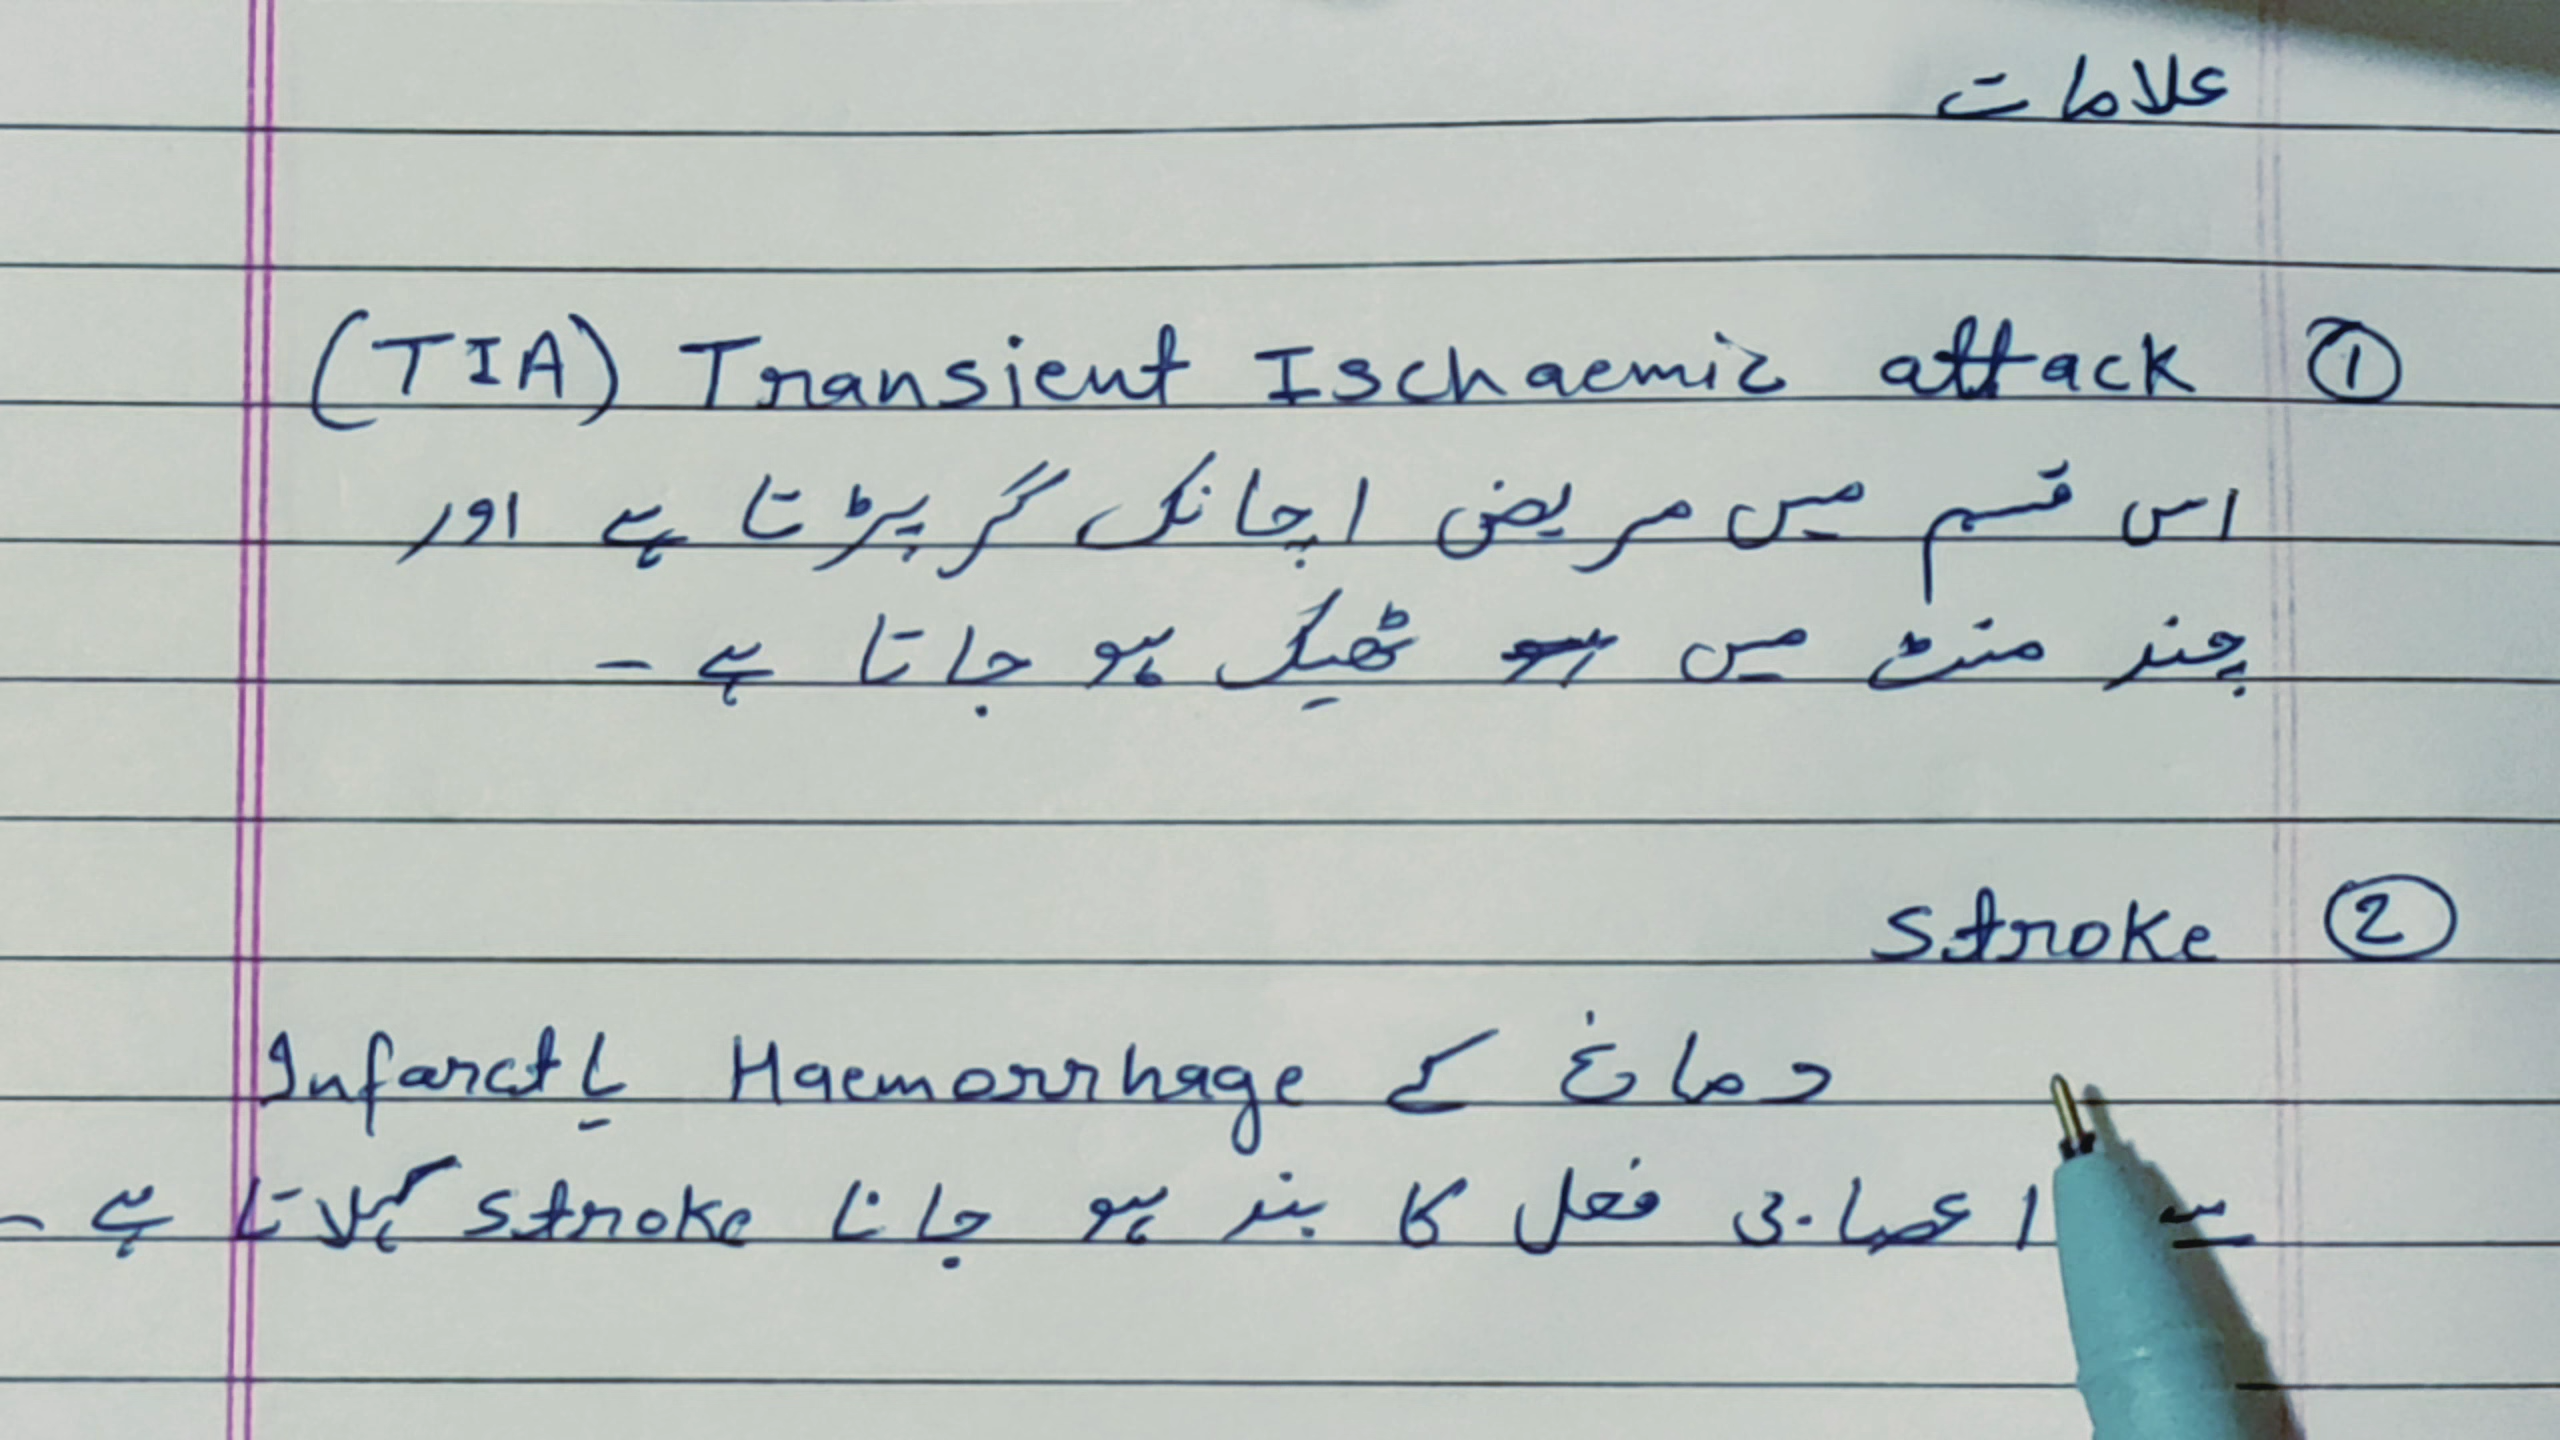 علامات
① Transient Ischaemic attack (TIA)
اس قسم میں مریض اچانک گر پڑتا ہے اور
چند منٹ میں ہو ٹھیک ہو جاتا ہے ۔
② Stroke
دماغ کے Haemorrhage یا Infarct
سے اعصابی فعل کا بند ہو جانا stroke کہلاتا ہے ۔